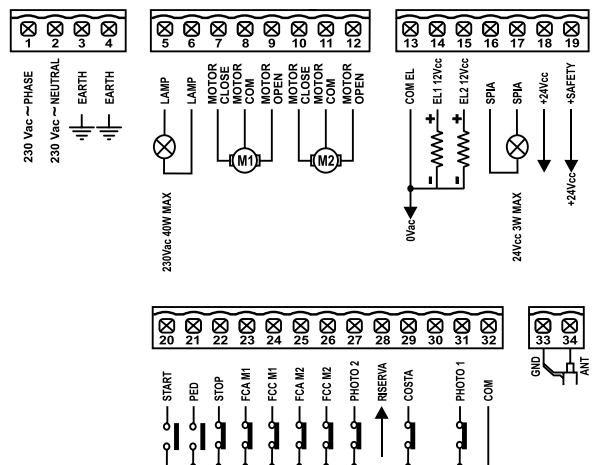 1 2 3 4
5 6 7 8 9 10 11 12
13 14 15 16 17 18 19
230 Vac ~ PHASE
230 Vac ~ NEUTRAL
EARTH
EARTH
LAMP
LAMP
MOTOR
CLOSE
MOTOR
COM
MOTOR
OPEN
MOTOR
CLOSE
MOTOR
COM
MOTOR
OPEN
M1
M2
230Vac 40W MAX
COM EL
EL1 12Vcc
EL2 12Vcc
SPIA
SPIA
+24Vcc
+SAFETY
+
-
+
-
0Vac
24Vcc 3W MAX
+24Vcc
20 21 22 23 24 25 26 27 28 29 30 31 32
33 34
START
PED
STOP
FCA M1
FCC M1
FCA M2
FCC M2
PHOTO 2
RISERVA
COSTA
PHOTO 1
COM
GND
ANT